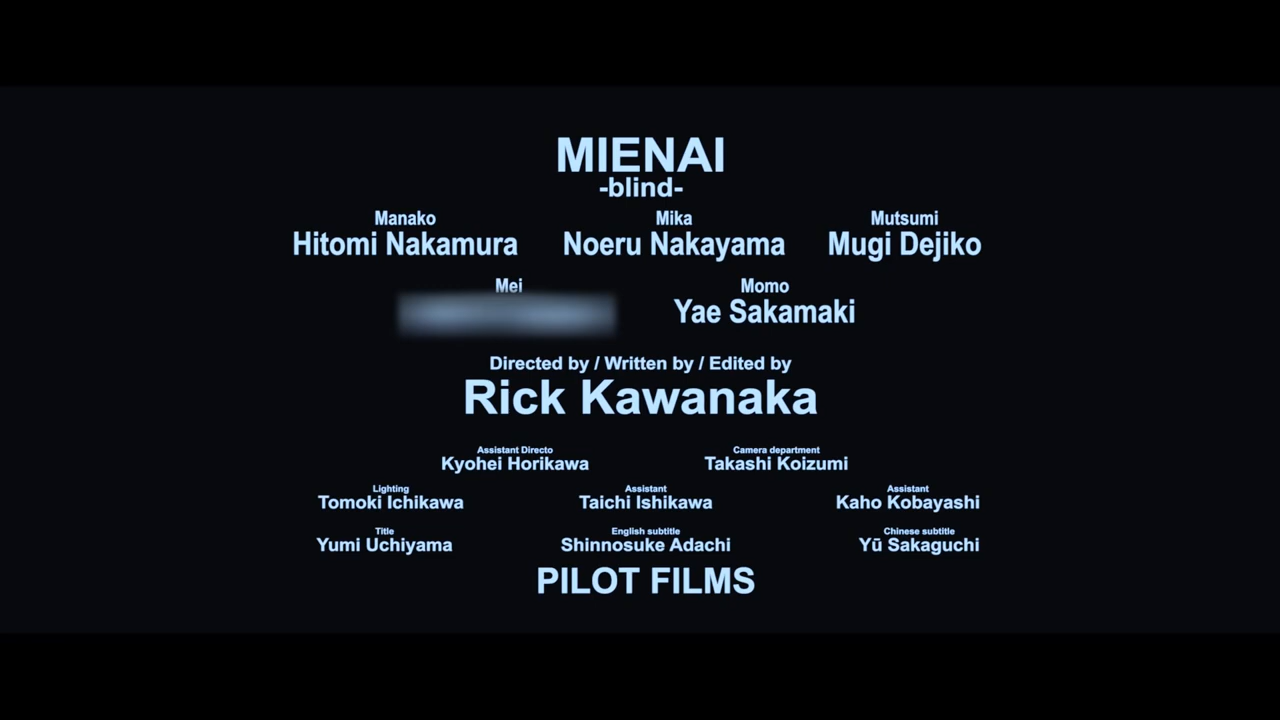 MIENAI
-blind-
Manako Mika Mutsumi
Hitomi Nakamura Noeru Nakayama Mugi Dejiko
Mei Momo
Yae Sakamaki
Directed by / Written by / Edited by
Rick Kawanaka
Assistant Directo Camera department
Kyohei Horikawa Takashi Koizumi
Lighting Assistant Assistant
Tomoki Ichikawa Taichi Ishikawa Kaho Kobayashi
Title English subtitle Chinese subtitle
Yumi Uchiyama Shinnosuke Adachi Yū Sakaguchi
PILOT FILMS